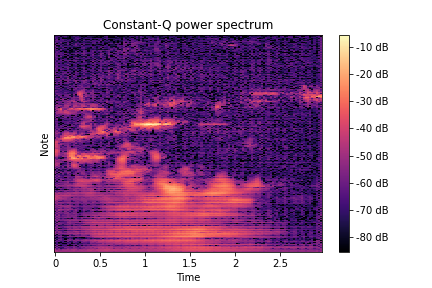 Constant-Q power spectrum
Note
0
0.5
1
1.5
2
2.5
Time
-10 dB
-20 dB
-30 dB
-40 dB
-50 dB
-60 dB
-70 dB
-80 dB